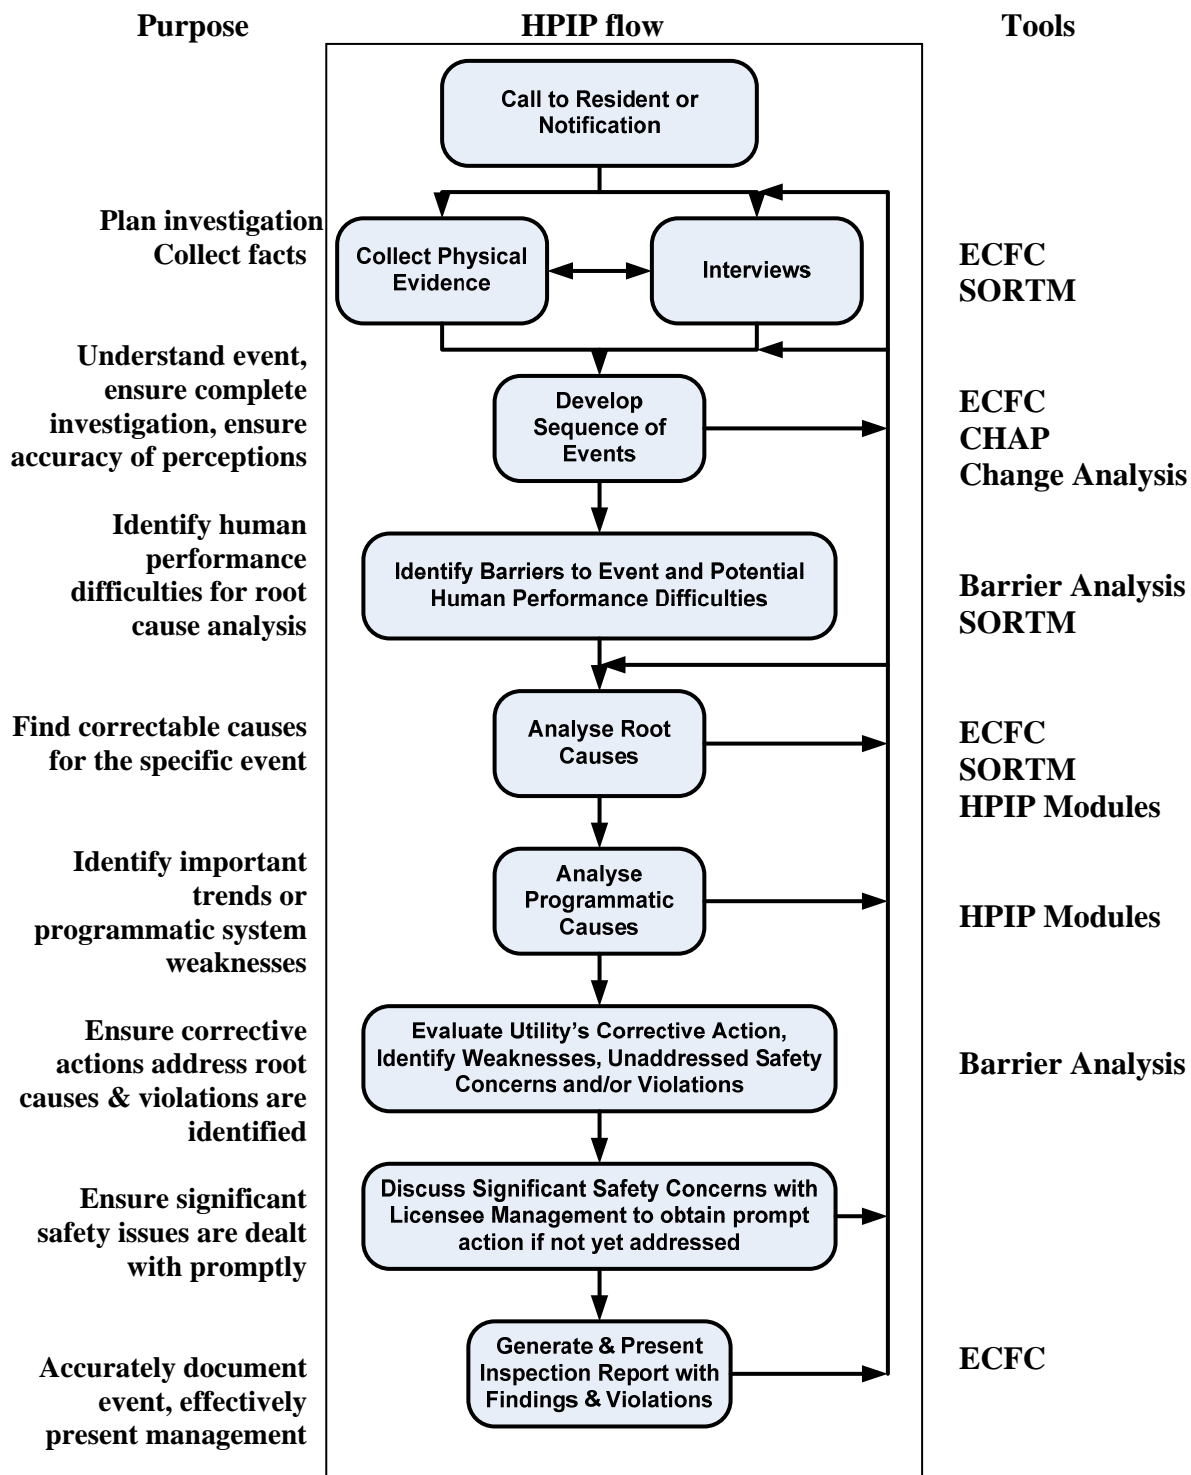 Purpose
HPIP flow
Tools
Call to Resident or
Notification
Plan investigation
Collect facts
Collect Physical
Evidence
Interviews
ECFC
SORTM
Understand event,
ensure complete
investigation, ensure
accuracy of perceptions
Develop
Sequence of
Events
ECFC
CHAP
Change Analysis
Identify human
performance
difficulties for root
cause analysis
Identify Barriers to Event and Potential
Human Performance Difficulties
Barrier Analysis
SORTM
Find correctable causes
for the specific event
Analyse Root
Causes
ECFC
SORTM
HPIP Modules
Identify important
trends or
programmatic system
weaknesses
Analyse
Programmatic
Causes
HPIP Modules
Ensure corrective
actions address root
causes & violations are
identified
Evaluate Utility's Corrective Action,
Identify Weaknesses, Unaddressed Safety
Concerns and/or Violations
Barrier Analysis
Ensure significant
safety issues are dealt
with promptly
Discuss Significant Safety Concerns with
Licensee Management to obtain prompt
action if not yet addressed
Accurately document
event, effectively
present management
Generate & Present
Inspection Report with
Findings & Violations
ECFC